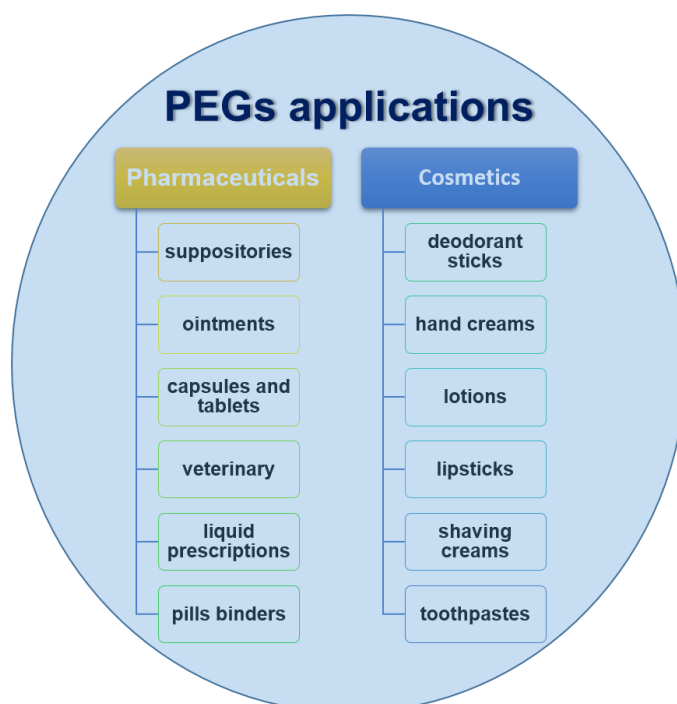 PEGs applications
Pharmaceuticals
suppositories
ointments
capsules and
tablets
veterinary
liquid
prescriptions
pills binders
Cosmetics
deodorant
sticks
hand creams
lotions
lipsticks
shaving
creams
toothpastes